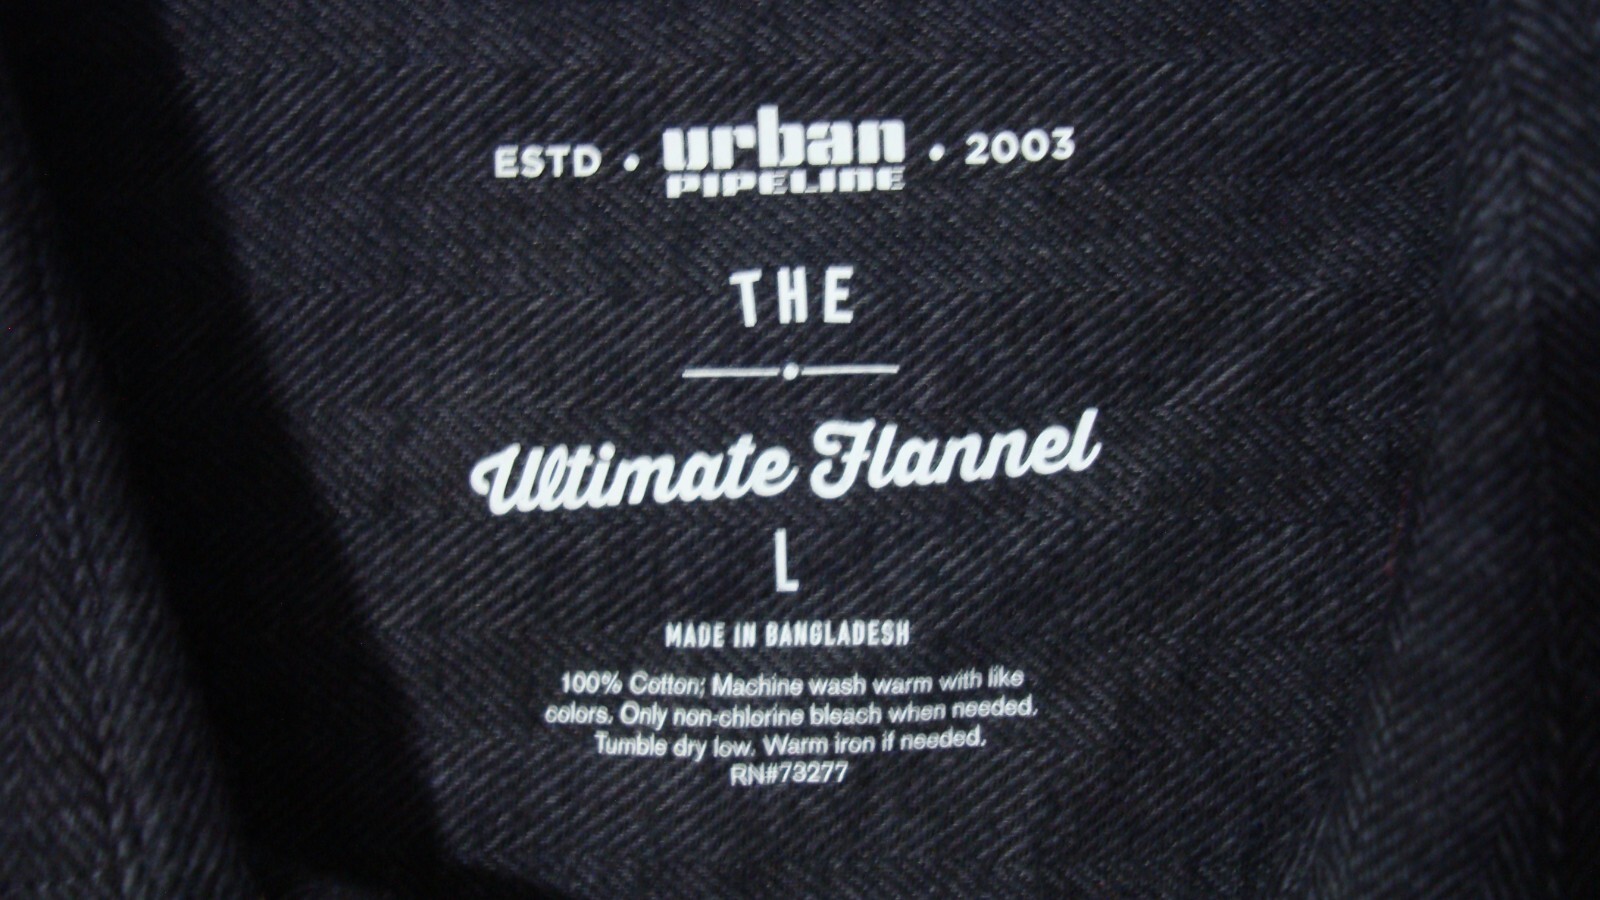 ESTD • urban • 2003
PIPELINE
THE
Ultimate Flannel
L
MADE IN BANGLADESH
100% Cotton; Machine wash warm with like
colors. Only non-chlorine bleach when needed.
Tumble dry low. Warm iron if needed.
RN#73277